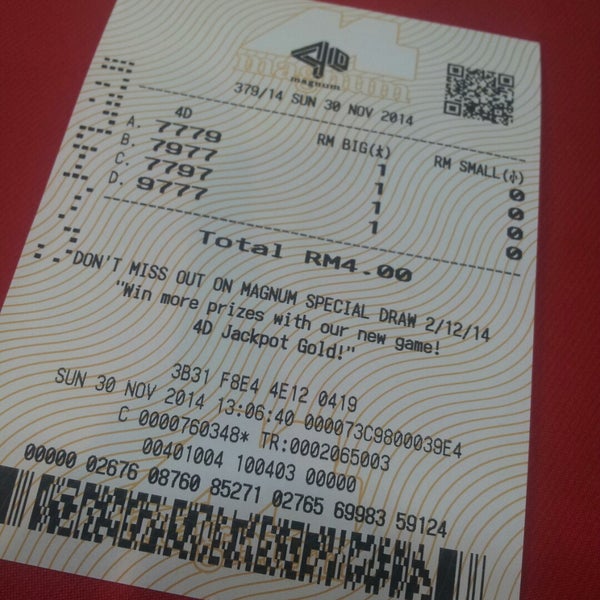 4D
magnum
magnum
379/14 SUN 30 NOV 2014
4D RM BIG(大) RM SMALL(小)
A. 7779 1 0
B. 7977 1 0
C. 7797 1 0
D. 9777 1 0
Total RM4.00
DON'T MISS OUT ON MAGNUM SPECIAL DRAW 2/12/14
"Win more prizes with our new game!
4D Jackpot Gold!"
3B31 F8E4 4E12 0419
SUN 30 NOV 2014 13:06:40 000073C9800039E4
C 0000760348* TR:0002065003
00401004 100403 00000
00000 02676 08760 85271 02765 69983 59124